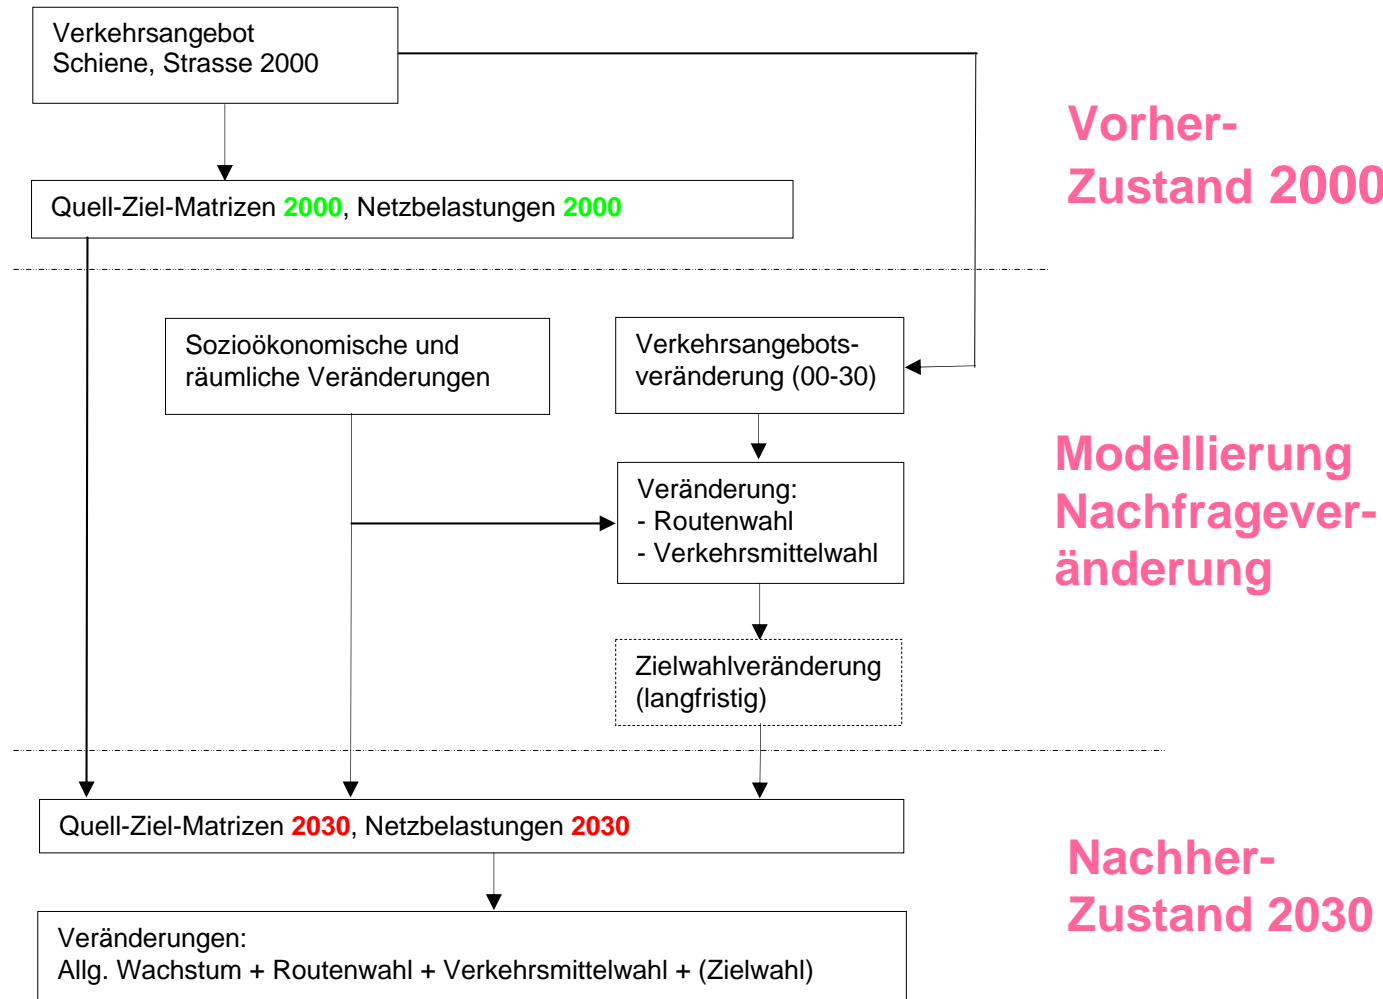 Verkehrsangebot
Schiene, Strasse 2000
Vorher-
Zustand 2000
Quell-Ziel-Matrizen 2000, Netzbelastungen 2000
Sozioökonomische und
räumliche Veränderungen
Verkehrsangebots-
veränderung (00-30)
Veränderung:
- Routenwahl
- Verkehrsmittelwahl
Modellierung
Nachfragever-
änderung
Zielwahlveränderung
(langfristig)
Quell-Ziel-Matrizen 2030, Netzbelastungen 2030
Nachher-
Zustand 2030
Veränderungen:
Allg. Wachstum + Routenwahl + Verkehrsmittelwahl + (Zielwahl)